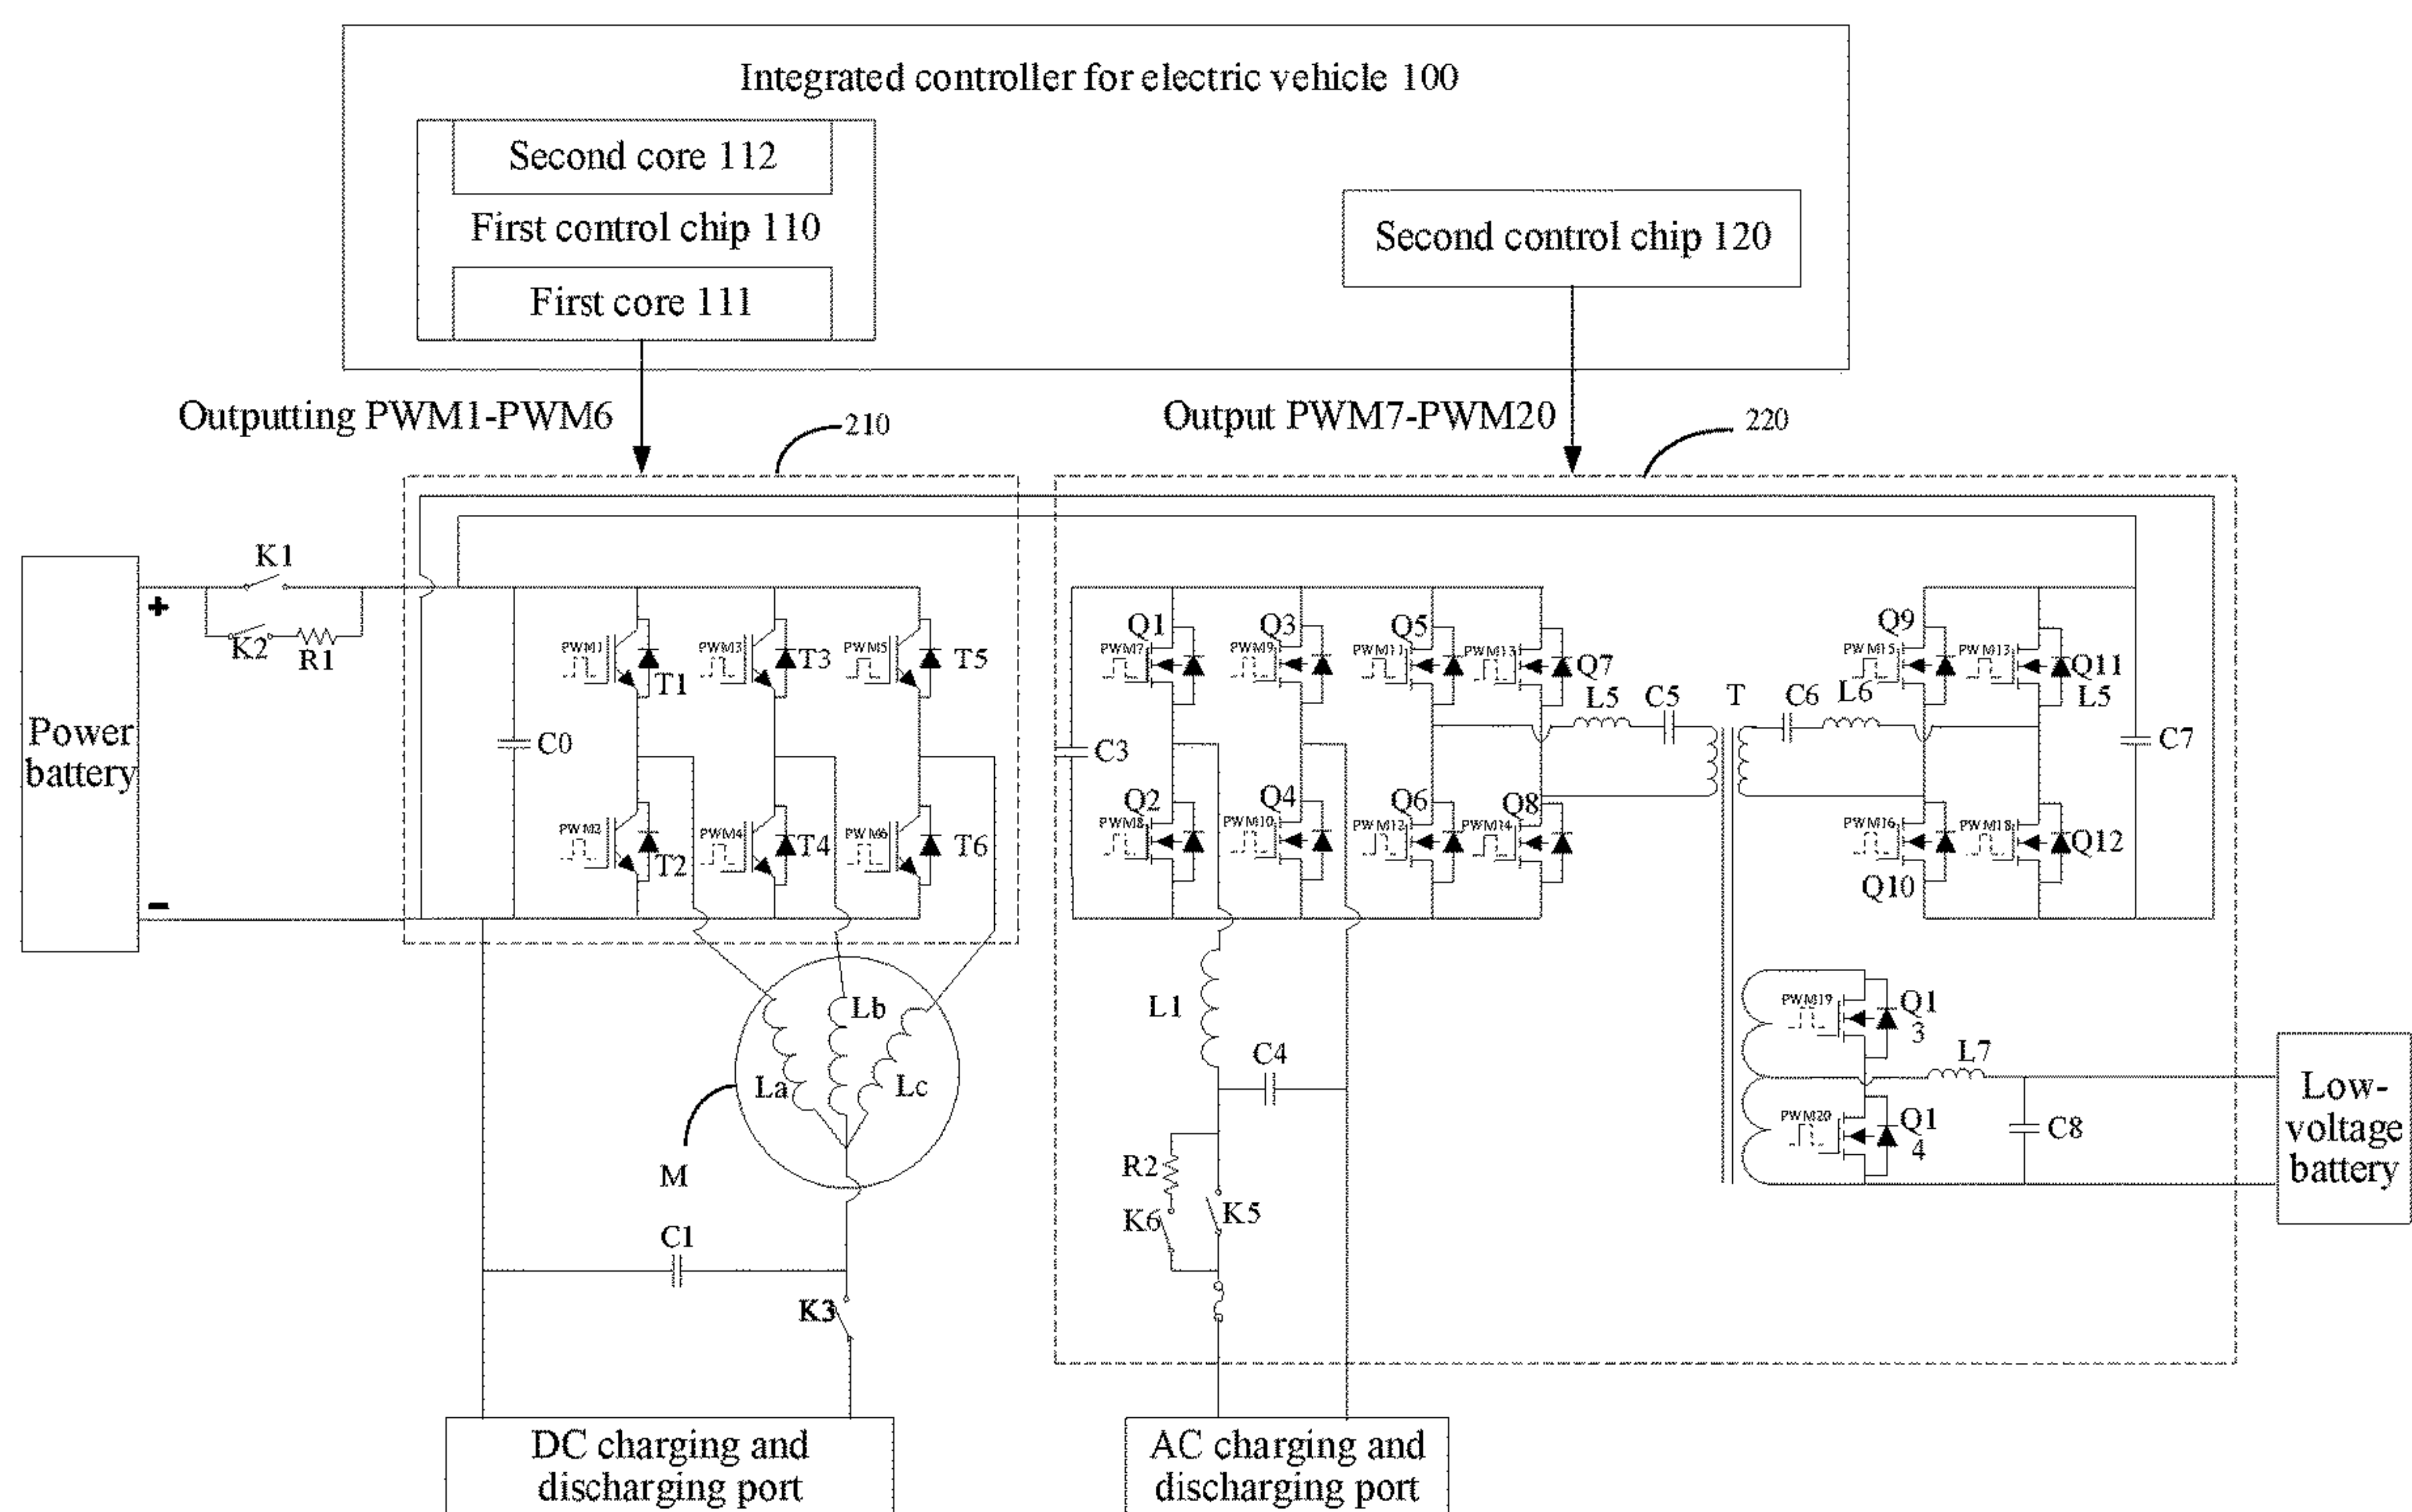 Integrated controller for electric vehicle 100
Second core 112
First control chip 110
First core 111
Second control chip 120
Outputting PWM1-PWM6
210
Output PWM7-PWM20
220
Power
battery
+
−
K1
K2
R1
C0
PWM1
T1
PWM3
T3
PWM5
T5
PWM2
T2
PWM4
T4
PWM6
T6
La
Lb
Lc
M
C1
K3
DC charging and
discharging port
C3
Q1
PWM7
Q3
PWM9
Q5
PWM11
PWM13
Q7
Q2
PWM8
Q4
PWM10
Q6
PWM12
Q8
PWM14
L5
C5
T
C6
L6
Q9
PWM15
PWM13
Q11
L5
C7
PWM16
Q10
PWM18
Q12
L1
C4
R2
K6
K5
AC charging and
discharging port
PWM19
Q1
3
PWM20
Q1
4
L7
C8
Low-
voltage
battery